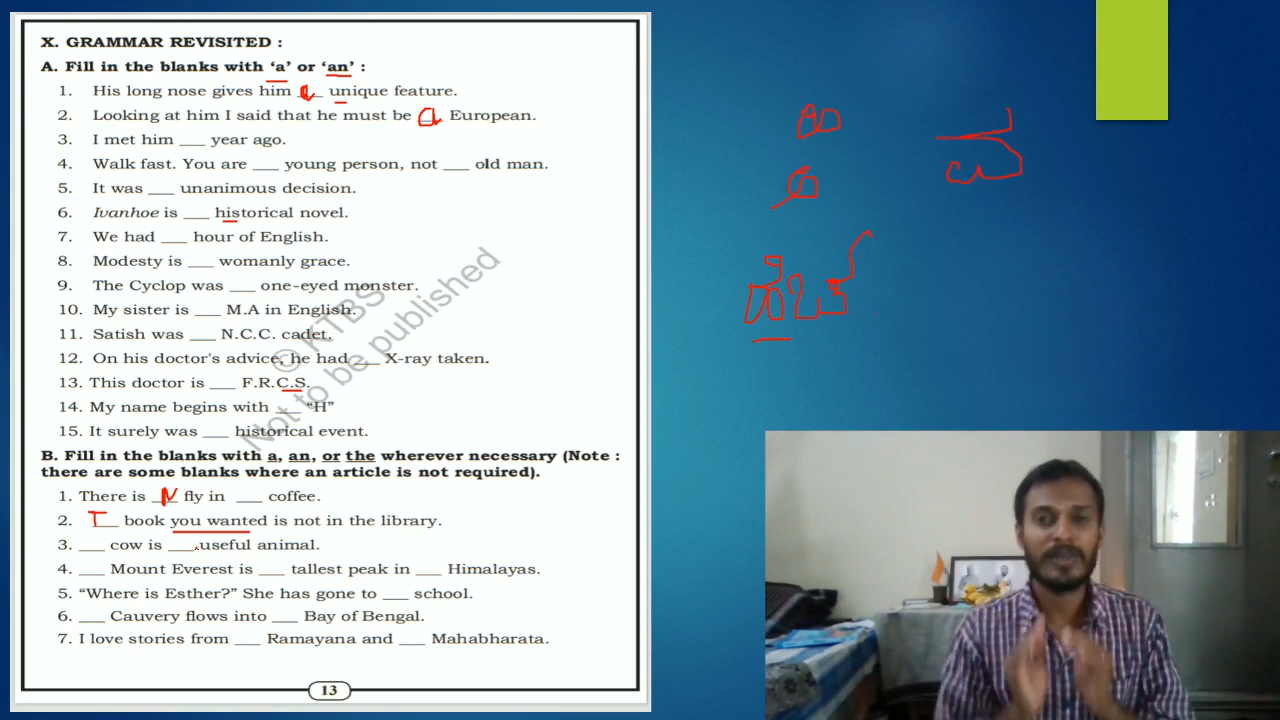 X. GRAMMAR REVISITED :
A. Fill in the blanks with ‘a’ or ‘an’ :
1. His long nose gives him a unique feature.
2. Looking at him I said that he must be a European.
3. I met him ___ year ago.
4. Walk fast. You are ___ young person, not ___ old man.
5. It was ___ unanimous decision.
6. Ivanhoe is ___ historical novel.
7. We had ___ hour of English.
8. Modesty is ___ womanly grace.
9. The Cyclop was ___ one-eyed monster.
10. My sister is ___ M.A in English.
11. Satish was ___ N.C.C. cadet.
12. On his doctor's advice, he had ___ X-ray taken.
13. This doctor is ___ F.R.C.S.
14. My name begins with ___ “H”
15. It surely was ___ historical event.
© KTBS
Not to be published
B. Fill in the blanks with a, an, or the wherever necessary (Note :
there are some blanks where an article is not required).
1. There is N fly in ___ coffee.
2. T book you wanted is not in the library.
3. ___ cow is ___ useful animal.
4. ___ Mount Everest is ___ tallest peak in ___ Himalayas.
5. “Where is Esther?” She has gone to ___ school.
6. ___ Cauvery flows into ___ Bay of Bengal.
7. I love stories from ___ Ramayana and ___ Mahabharata.
13